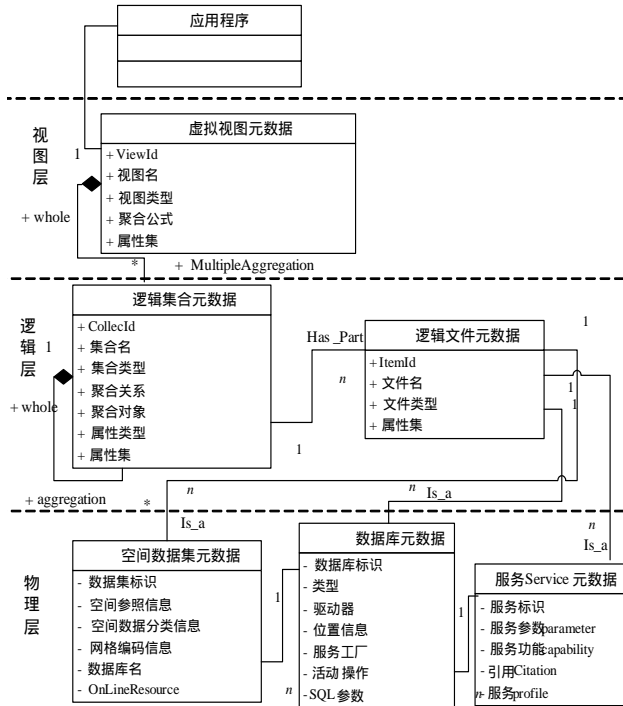 应用程序
视图层
虚拟视图元数据
1
+ ViewId
+ 视图名
+ 视图类型
+ 聚合公式
+ 属性集
+ whole
*
+ MultipleAggregation
逻辑层
逻辑集合元数据
1
+ CollecId
+ 集合名
+ 集合类型
+ 聚合关系
+ 聚合对象
+ 属性类型
+ 属性集
+ whole
+ aggregation
*
Has _Part
n
1
逻辑文件元数据
+ ItemId
+ 文件名
+ 文件类型
+ 属性集
1
1
1
n
Is_a
n
Is_a
n
Is_a
物理层
空间数据集元数据
- 数据集标识
- 空间参照信息
- 空间数据分类信息
- 网格编码信息
- 数据库名
- OnLineResource
1
n
数据库元数据
- 数据库标识
- 类型
- 驱动器
- 位置信息
- 服务工厂
- 活动 操作
- SQL 参数
1
n
服务Service 元数据
- 服务标识
- 服务参数parameter
- 服务功能capability
- 引用Citation
- 服务profile